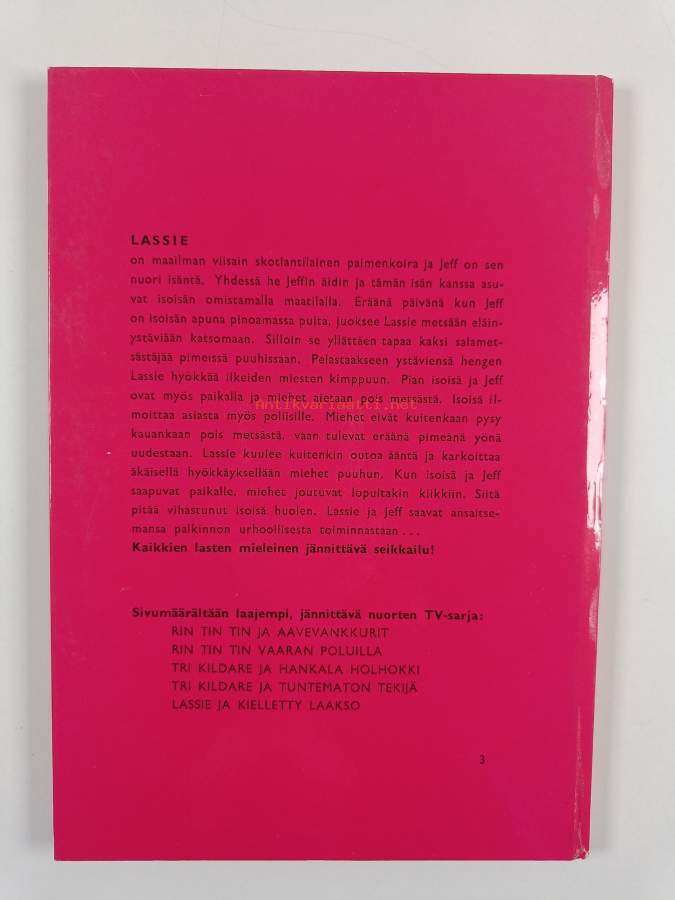 LASSIE
on maailman viisain skotlantilainen paimenkoira ja Jeff on sen
nuori isäntä. Yhdessä he Jeffin äidin ja tämän isän kanssa asu-
vat isoisän omistamalla maatilalla. Eräänä päivänä kun Jeff
on isoisän apuna pinoamassa puita, juoksee Lassie metsään eläin-
ystäviään katsomaan. Silloin se yllättäen tapaa kaksi salamet-
sästäjää pimeissä puuhissaan. Pelastaakseen ystäviensä hengen
Lassie hyökkää ilkeiden miesten kimppuun. Pian isoisä ja Jeff
ovat myös paikalla ja miehet ajetaan pois metsästä. Isoisä il-
Antikvariaatti.net
moittaa asiasta myös poliisille. Miehet eivät kuitenkaan pysy
kauankaan pois metsästä, vaan tulevat eräänä pimeänä yönä
uudestaan. Lassie kuulee kuitenkin outoa ääntä ja karkoittaa
äkäisellä hyökkäyksellään miehet puuhun. Kun isoisä ja Jeff
saapuvat paikalle, miehet joutuvat lopultakin kiikkiin. Siitä
pitää vihastunut isoisä huolen. Lassie ja Jeff saavat ansaitse-
mansa palkinnon urhoollisesta toiminnastaan ...
Kaikkien lasten mieleinen jännittävä seikkailu!
Sivumäärältään laajempi, jännittävä nuorten TV-sarja:
RIN TIN TIN JA AAVEVANKKURIT
RIN TIN TIN VAARAN POLUILLA
TRI KILDARE JA HANKALA HOLHOKKI
TRI KILDARE JA TUNTEMATON TEKIJÄ
LASSIE JA KIELLETTY LAAKSO
3